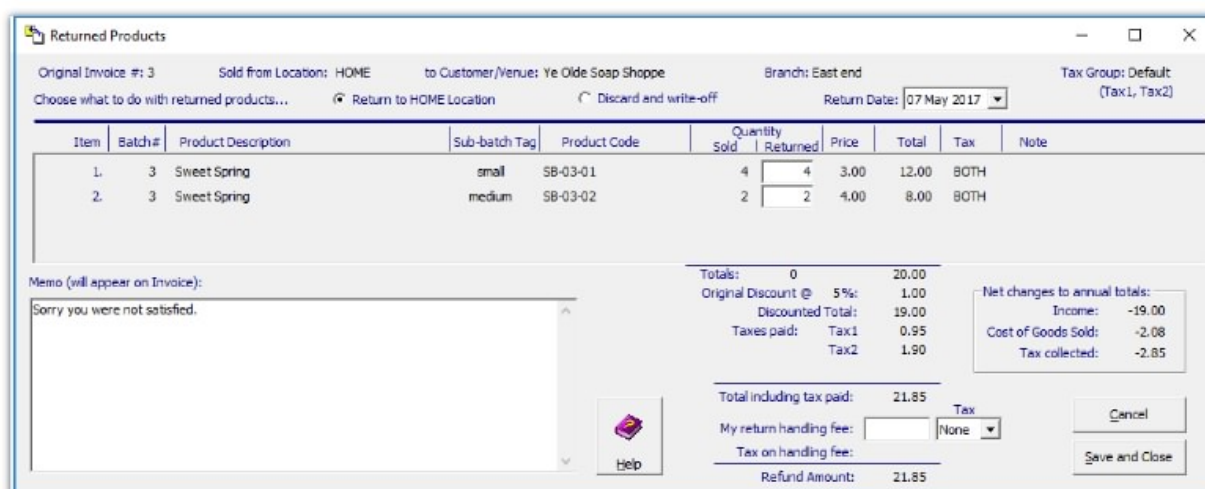 Returned Products
Original Invoice #: 3 Sold from Location: HOME to Customer/Venue: Ye Olde Soap Shoppe Branch: East end Tax Group: Default
(Tax1, Tax2)
Choose what to do with returned products... Return to HOME Location Discard and write-off Return Date: 07 May 2017
Item Batch# Product Description Sub-batch Tag Product Code Quantity Sold Returned Price Total Tax Note
1. 3 Sweet Spring small SB-03-01 4 4 3.00 12.00 BOTH
2. 3 Sweet Spring medium SB-03-02 2 2 4.00 8.00 BOTH
Memo (will appear on Invoice):
Sorry you were not satisfied.
Help
Totals: 0 20.00
Original Discount @ 5%: 1.00
Discounted Total: 19.00
Taxes paid: Tax1 0.95
Tax2 1.90
Total including tax paid: 21.85
My return handling fee: Tax None
Tax on handling fee:
Refund Amount: 21.85
Net changes to annual totals:
Income: -19.00
Cost of Goods Sold: -2.08
Tax collected: -2.85
Cancel
Save and Close